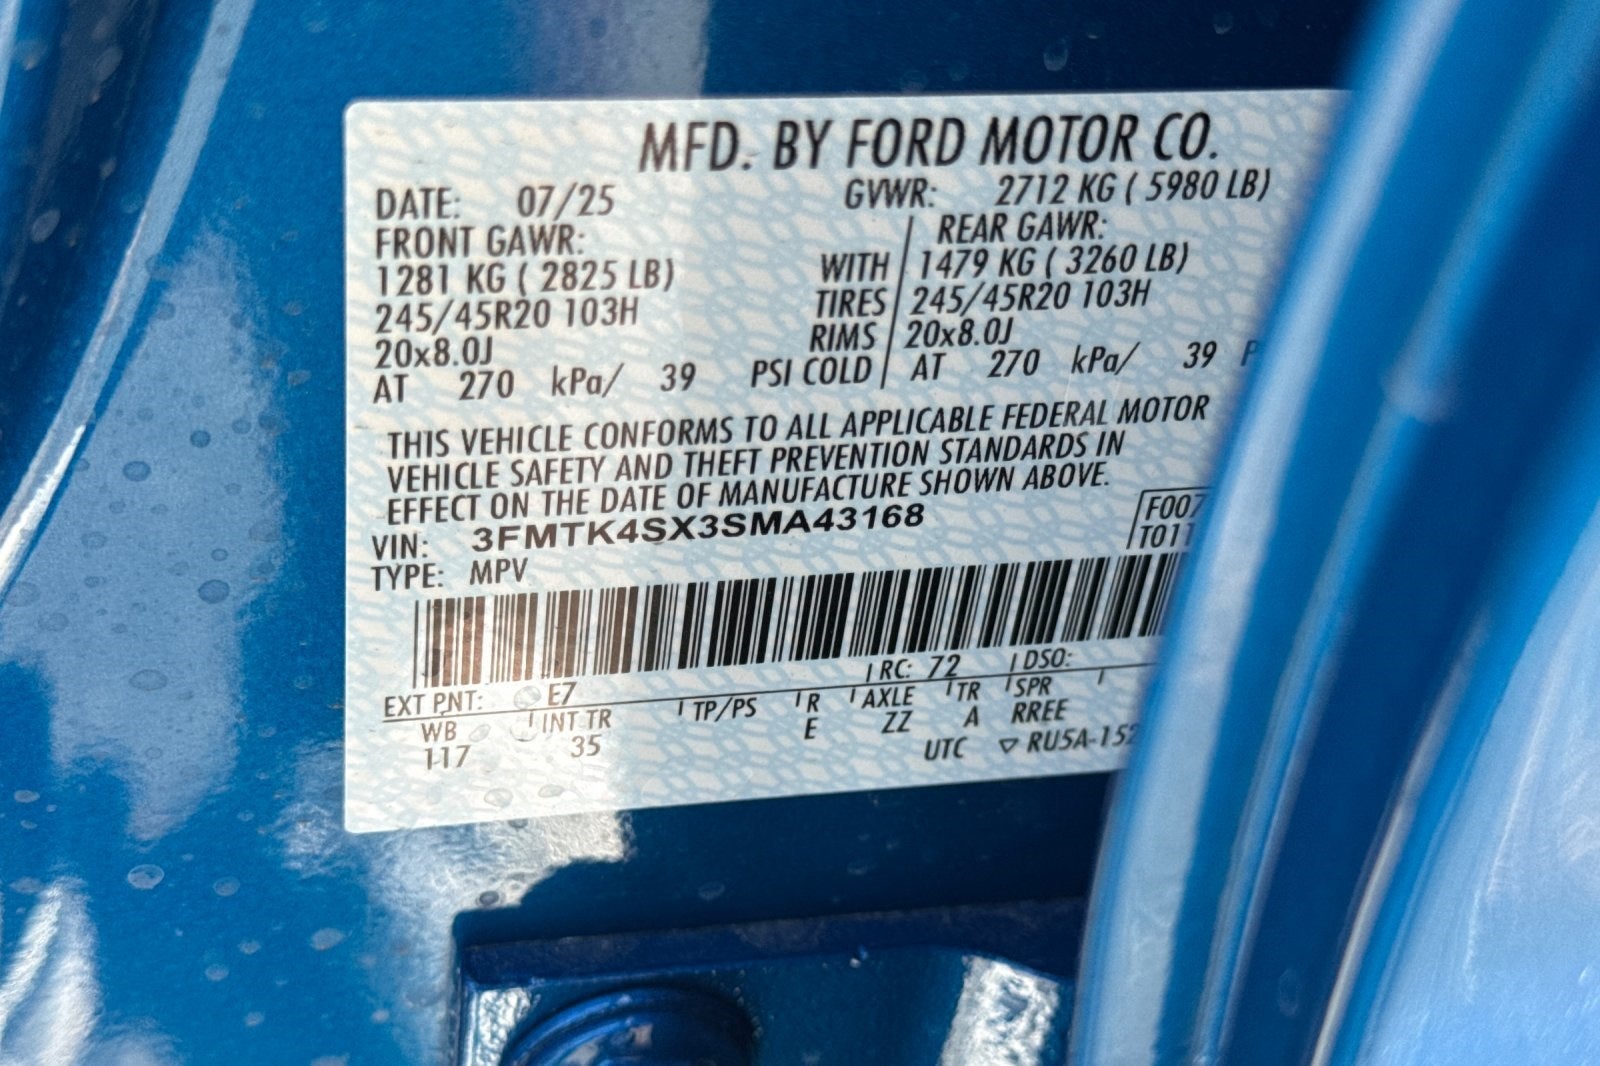 MFD. BY FORD MOTOR CO.
DATE: 07/25 GVWR: 2712 KG ( 5980 LB)
FRONT GAWR: REAR GAWR:
1281 KG ( 2825 LB) WITH 1479 KG ( 3260 LB)
245/45R20 103H TIRES 245/45R20 103H
20x8.0J RIMS 20x8.0J
AT 270 kPa/ 39 PSI COLD AT 270 kPa/ 39
THIS VEHICLE CONFORMS TO ALL APPLICABLE FEDERAL MOTOR
VEHICLE SAFETY AND THEFT PREVENTION STANDARDS IN
EFFECT ON THE DATE OF MANUFACTURE SHOWN ABOVE.
VIN: 3FMTK4SX3SMA43168 F007
TYPE: MPV T011
EXT PNT: E7 RC: 72 DSO:
WB INT TR TP/PS R AXLE TR SPR
117 35 E ZZ A RREE
UTC ▽ RU5A-152